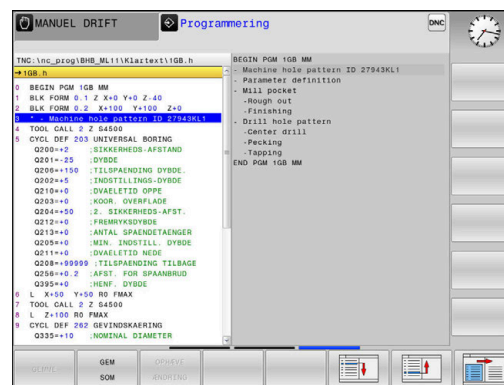 MANUEL DRIFT
Programmering
DNC
TNC:\nc_prog\BHB_ML11\Klartext\1GB.h
→1GB.h
0 BEGIN PGM 1GB MM
1 BLK FORM 0.1 Z X+0 Y+0 Z-40
2 BLK FORM 0.2 X+100 Y+100 Z+0
3 * - Machine hole pattern ID 27943KL1
4 TOOL CALL 2 Z S4500
5 CYCL DEF 203 UNIVERSAL BORING
Q200=+2 ;SIKKERHEDS-AFSTAND
Q201=-25 ;DYBDE
Q206=+150 ;TILSPAENDING DYBDE.
Q202=+5 ;INDSTILLINGS-DYBDE
Q210=+0 ;DVAELETID OPPE
Q203=+0 ;KOOR. OVERFLADE
Q204=+50 ;2. SIKKERHEDS-AFST.
Q212=+0 ;FREMRYKSDYBDE
Q213=+0 ;ANTAL SPAENDETAENGER
Q205=+0 ;MIN. INDSTILL. DYBDE
Q211=+0 ;DVAELETID NEDE
Q208=+99999 ;TILSPAENDING TILBAGE
Q256=+0.2 ;AFST. FOR SPAANBRUD
Q395=+0 ;HENF. DYBDE
6 L X+50 Y+50 R0 FMAX
7 TOOL CALL 2 Z S4500
8 L Z+100 R0 FMAX
9 CYCL DEF 262 GEVINDSKAERING
Q335=+10 ;NOMINAL DIAMETER
BEGIN PGM 1GB MM
- Machine hole pattern ID 27943KL1
- Parameter definition
- Mill pocket
-Rough out
-Finishing
- Drill hole pattern
-Center drill
-Pecking
-Tapping
END PGM 1GB MM
GEM
SOM
OPHÆVE
ÆNDRING